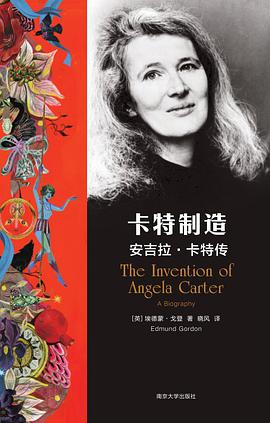 卡特制造
安吉拉·卡特传
The Invention of
Angela Carter
A Biography
[英] 埃德蒙·戈登 著 晓风 译
Edmund Gordon
南京大学出版社